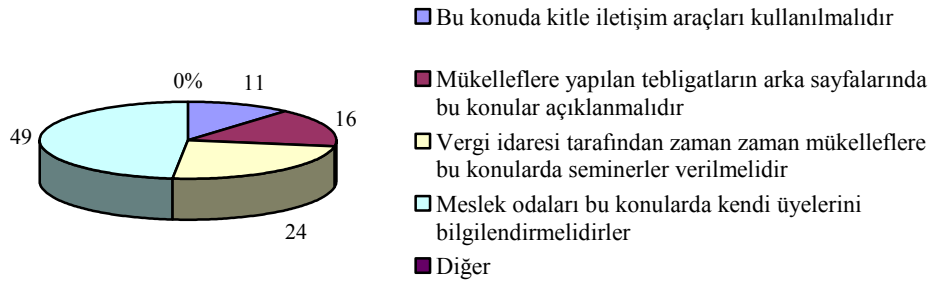 Bu konuda kitle iletişim araçları kullanılmalıdır
0%
11
Mükelleflere yapılan tebligatların arka sayfalarında
bu konular açıklanmalıdır
16
49
Vergi idaresi tarafından zaman zaman mükelleflere
bu konularda seminerler verilmelidir
Meslek odaları bu konularda kendi üyelerini
bilgilendirmelidirler
24
Diğer